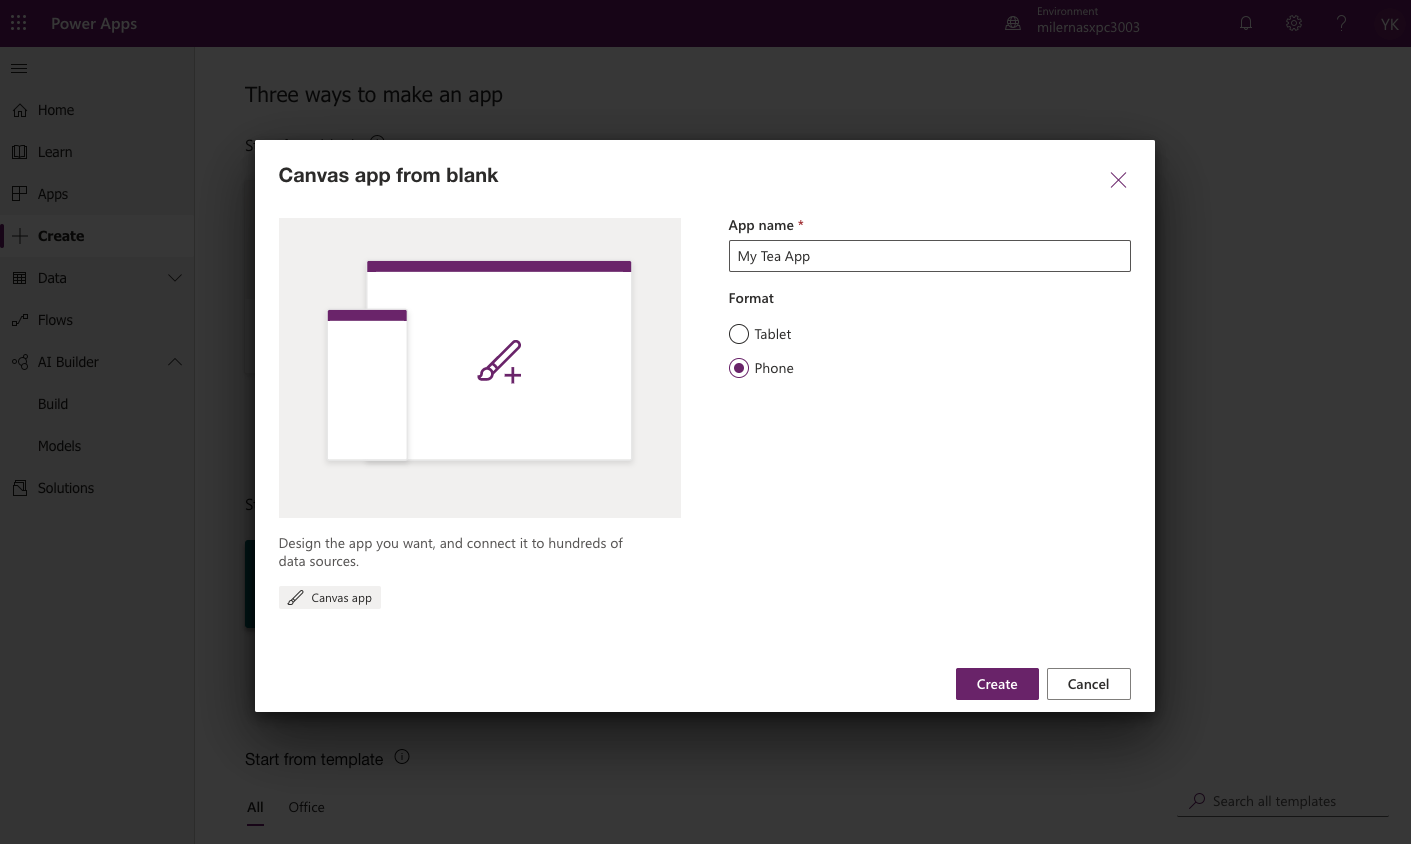 Power Apps
Environment
milernasxpc3003
?
YK
Home
Learn
Apps
Create
Data
Flows
AI Builder
Build
Models
Solutions
Three ways to make an app
Canvas app from blank
App name *
My Tea App
Format
Tablet
Phone
Design the app you want, and connect it to hundreds of
data sources.
Canvas app
Create
Cancel
Start from template
All
Office
Search all templates